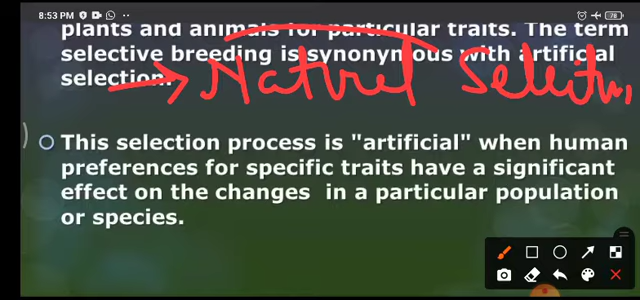 8:53 PM
78
plants and animals for particular traits. The term
selective breeding is synonymous with artificial
selection.
→ Natural Selection
This selection process is "artificial" when human
preferences for specific traits have a significant
effect on the changes in a particular population
or species.